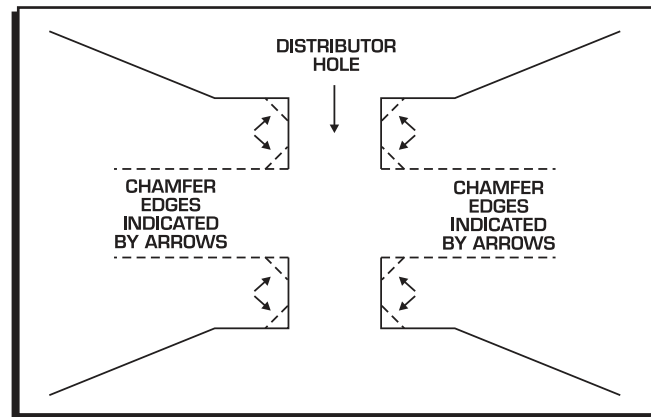 DISTRIBUTOR
HOLE
CHAMFER
EDGES
INDICATED
BY ARROWS
CHAMFER
EDGES
INDICATED
BY ARROWS